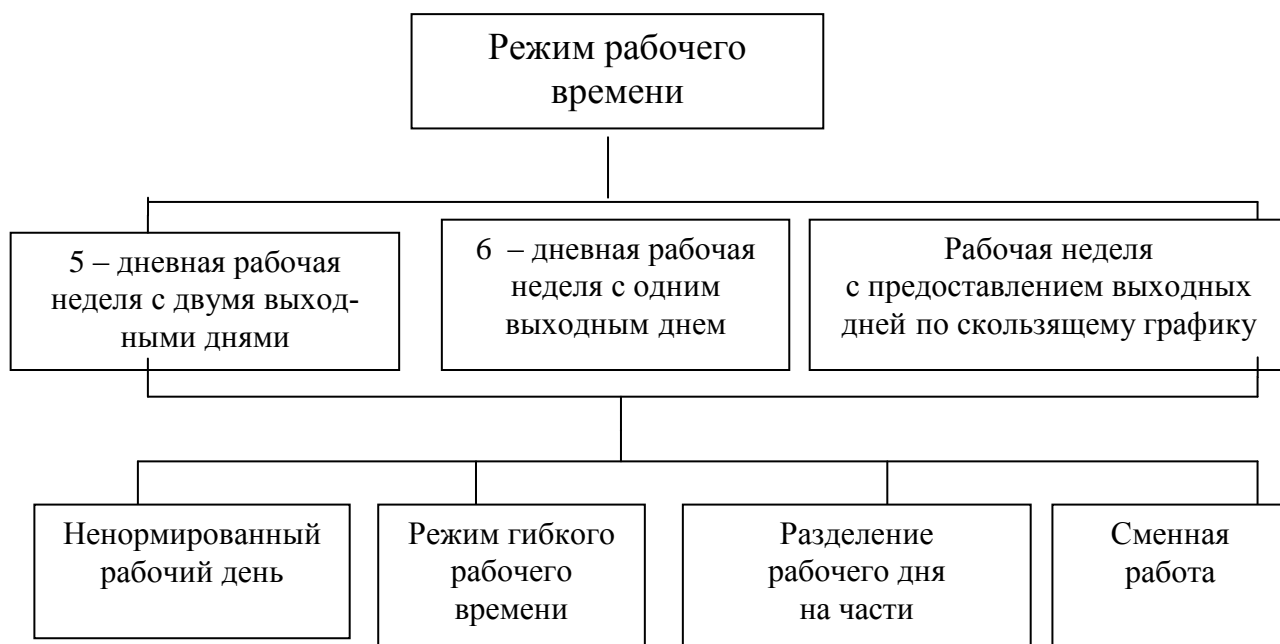 Режим рабочего
времени
5 – дневная рабочая
неделя с двумя выход-
ными днями
6 – дневная рабочая
неделя с одним
выходным днем
Рабочая неделя
с предоставлением выходных
дней по скользящему графику
Ненормированный
рабочий день
Режим гибкого
рабочего
времени
Разделение
рабочего дня
на части
Сменная
работа